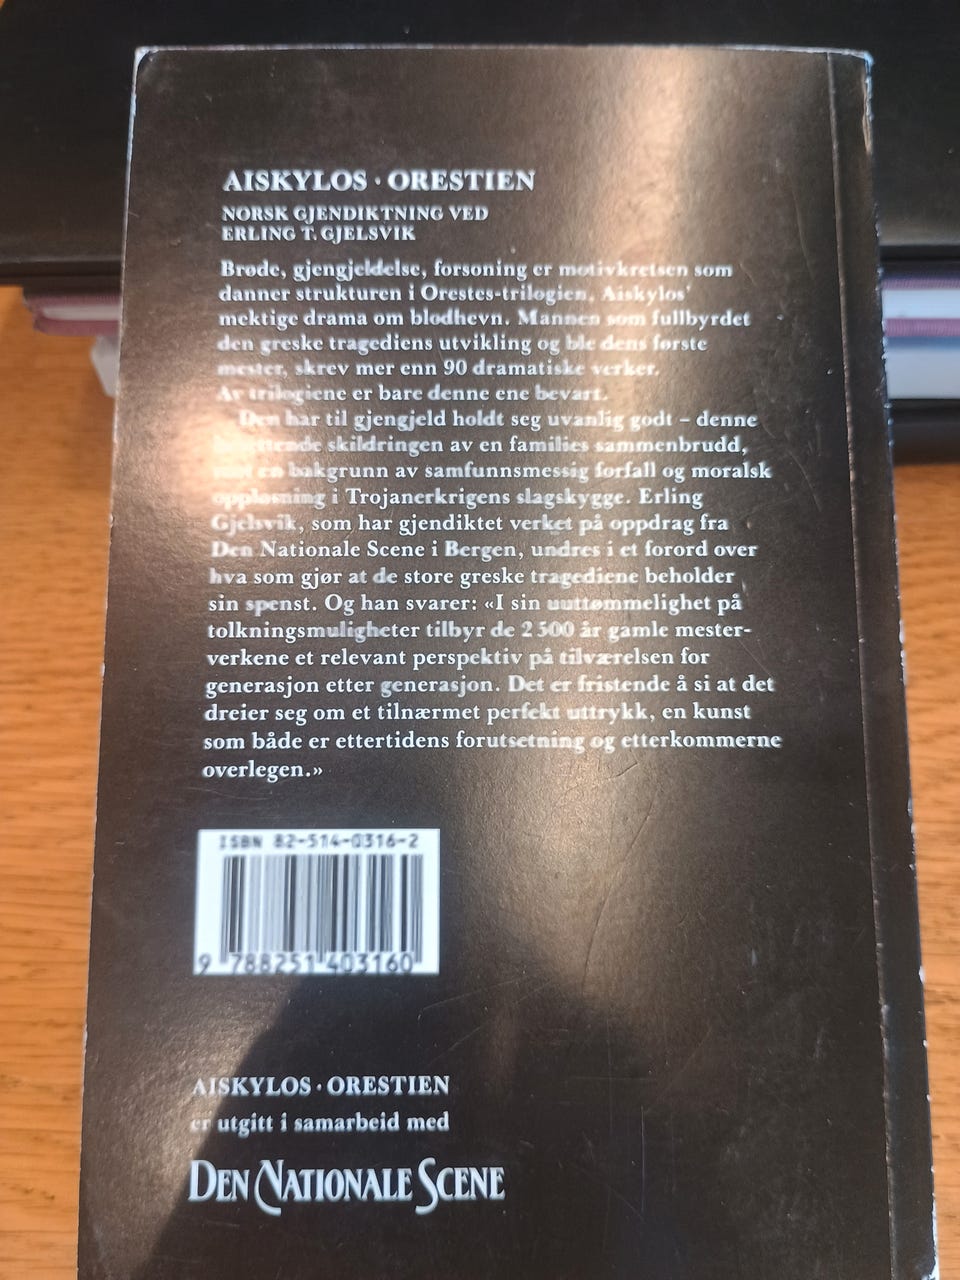 AISKYLOS · ORESTIEN
NORSK GJENDIKTNING VED
ERLING T. GJELSVIK
Brøde, gjengjeldelse, forsoning er motivkretsen som
danner strukturen i Orestes-trilogien, Aiskylos'
mektige drama om blodhevn. Mannen som fullbyrdet
den greske tragediens utvikling og ble dens første
mester, skrev mer enn 90 dramatiske verker.
Av trilogiene er bare denne ene bevart.
Den har til gjengjeld holdt seg uvanlig godt – denne
skildringen av en families sammenbrudd,
en bakgrunn av samfunnsmessig forfall og moralsk
oppløsning i Trojanerkrigens slagskygge. Erling
Gjelsvik, som har gjendiktet verket på oppdrag fra
Den Nationale Scene i Bergen, undres i et forord over
hva som gjør at de store greske tragediene beholder
sin spenst. Og han svarer: «I sin uuttømmelighet på
tolkningsmuligheter tilbyr de 2 500 år gamle mester-
verkene et relevant perspektiv på tilværelsen for
generasjon etter generasjon. Det er fristende å si at det
dreier seg om et tilnærmet perfekt uttrykk, en kunst
som både er ettertidens forutsetning og etterkommerne
overlegen.»
ISBN 82-514-0316-2
9 788251 403160
AISKYLOS · ORESTIEN
er utgitt i samarbeid med
DEN NATIONALE SCENE